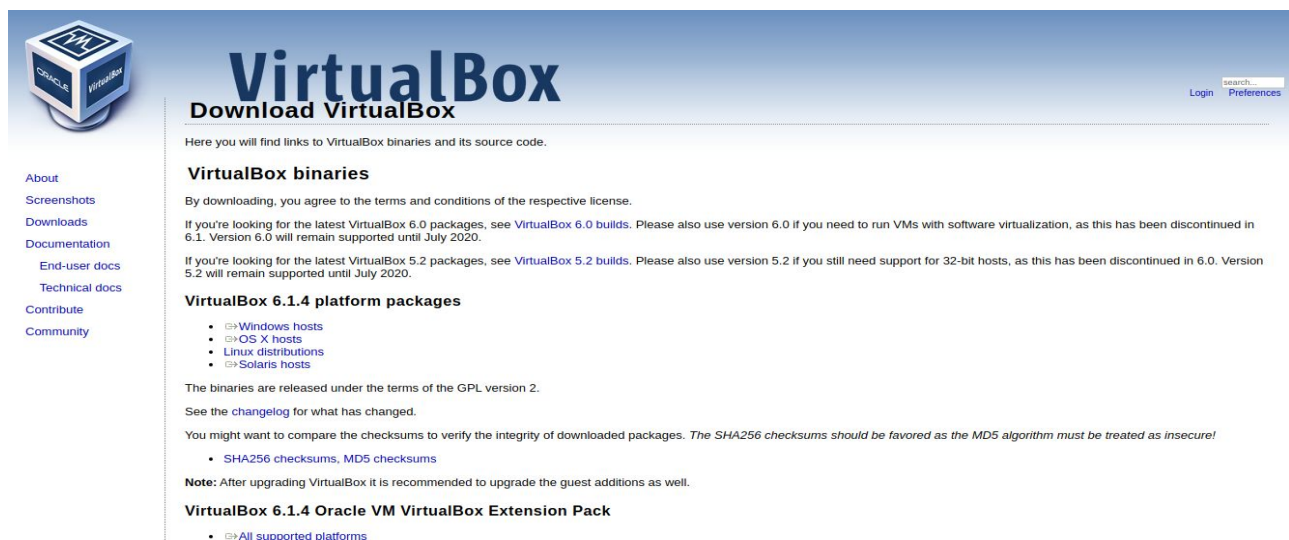 ORACLE
VirtualBox
VirtualBox
search...
Login Preferences
Download VirtualBox
Here you will find links to VirtualBox binaries and its source code.
About
Screenshots
Downloads
Documentation
End-user docs
Technical docs
Contribute
Community
VirtualBox binaries
By downloading, you agree to the terms and conditions of the respective license.
If you're looking for the latest VirtualBox 6.0 packages, see VirtualBox 6.0 builds. Please also use version 6.0 if you need to run VMs with software virtualization, as this has been discontinued in
6.1. Version 6.0 will remain supported until July 2020.
If you're looking for the latest VirtualBox 5.2 packages, see VirtualBox 5.2 builds. Please also use version 5.2 if you still need support for 32-bit hosts, as this has been discontinued in 6.0. Version
5.2 will remain supported until July 2020.
VirtualBox 6.1.4 platform packages
Windows hosts
OS X hosts
Linux distributions
Solaris hosts
The binaries are released under the terms of the GPL version 2.
See the changelog for what has changed.
You might want to compare the checksums to verify the integrity of downloaded packages. The SHA256 checksums should be favored as the MD5 algorithm must be treated as insecure!
SHA256 checksums, MD5 checksums
Note: After upgrading VirtualBox it is recommended to upgrade the guest additions as well.
VirtualBox 6.1.4 Oracle VM VirtualBox Extension Pack
All supported platforms